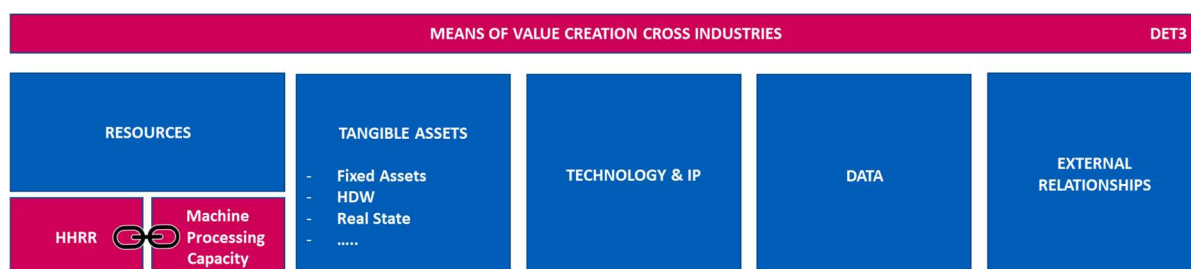 MEANS OF VALUE CREATION CROSS INDUSTRIES DET3
RESOURCES
HHRR
Machine
Processing
Capacity
TANGIBLE ASSETS
- Fixed Assets
- HDW
- Real State
- .....
TECHNOLOGY & IP
DATA
EXTERNAL
RELATIONSHIPS